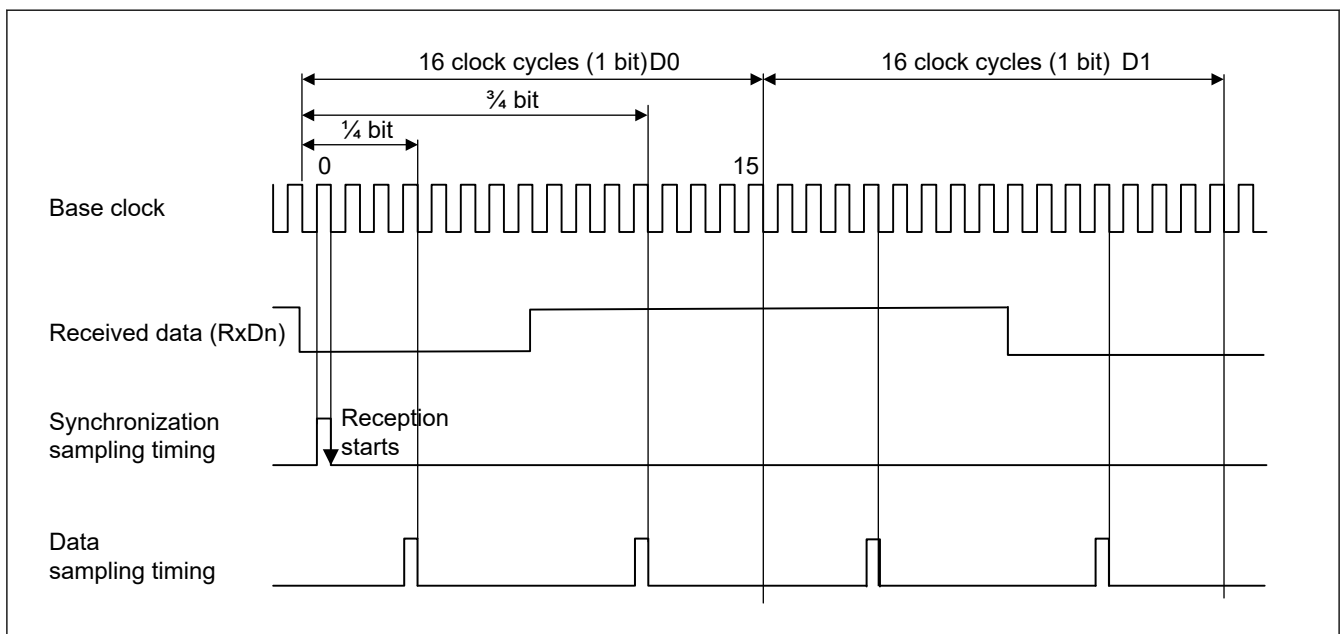 16 clock cycles (1 bit)D0
16 clock cycles (1 bit) D1
¾ bit
¼ bit
0
15
Base clock
Received data (RxDn)
Synchronization
sampling timing
Reception
starts
Data
sampling timing